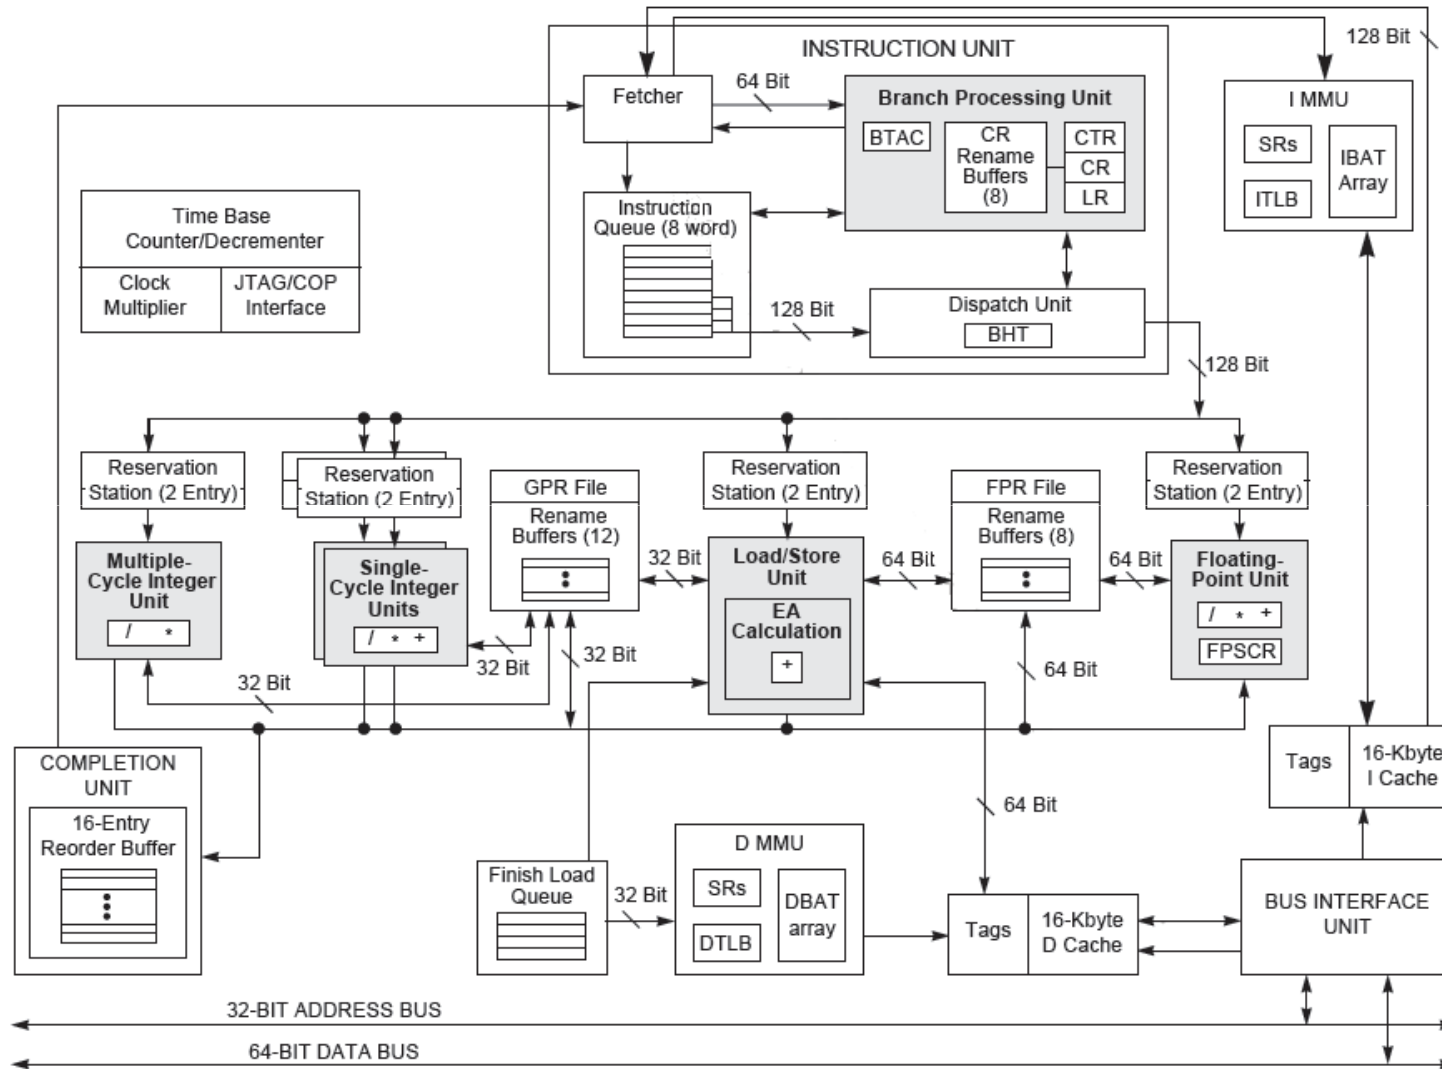 128 Bit
INSTRUCTION UNIT
Fetcher
64 Bit
Branch Processing Unit
BTAC
CR
Rename
Buffers
(8)
CTR
CR
LR
I MMU
SRs
ITLB
IBAT
Array
Time Base
Counter/Decrementer
Clock
Multiplier
JTAG/COP
Interface
Instruction
Queue (8 word)
128 Bit
Dispatch Unit
BHT
128 Bit
Reservation
Station (2 Entry)
Reservation
Station (2 Entry)
GPR File
Rename
Buffers (12)
Reservation
Station (2 Entry)
FPR File
Rename
Buffers (8)
Reservation
Station (2 Entry)
Multiple-
Cycle Integer
Unit
/ *
Single-
Cycle Integer
Units
/ * +
32 Bit
32 Bit
32 Bit
32 Bit
Load/Store
Unit
EA
Calculation
+
64 Bit
64 Bit
64 Bit
Floating-
Point Unit
/ * +
FPSCR
COMPLETION
UNIT
16-Entry
Reorder Buffer
Tags
16-Kbyte
I Cache
64 Bit
Finish Load
Queue
32 Bit
D MMU
SRs
DTLB
DBAT
array
Tags
16-Kbyte
D Cache
BUS INTERFACE
UNIT
32-BIT ADDRESS BUS
64-BIT DATA BUS